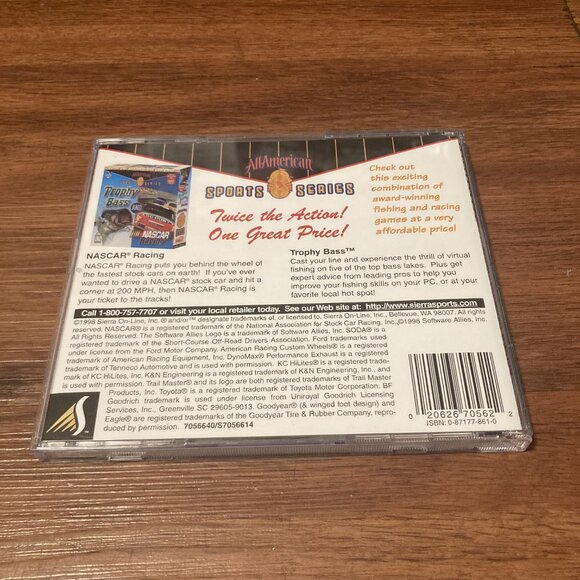 AllAmerican
SPORTS SERIES
Twice the Action!
One Great Price!
Check out
this exciting
combination of
award-winning
fishing and racing
games at a very
affordable price!
SERIES
Trophy
Bass
AND
NASCAR
NASCAR® Racing
NASCAR® Racing puts you behind the wheel of
the fastest stock cars on earth! If you've ever
wanted to drive a NASCAR® stock car and hit a
corner at 200 MPH, then NASCAR® Racing is
your ticket to the tracks!
Trophy Bass™
Cast your line and experience the thrill of virtual
fishing on five of the top bass lakes. Plus get
expert advice from leading pros to help you
improve your fishing skills on your PC, or at your
favorite local hot spot!
Call 1-800-757-7707 or visit your local retailer today. See our Web site at: http://www.sierrasports.com
©1998 Sierra On-Line, Inc. ® and/or™ designate trademarks of, or licensed to, Sierra On-Line, Inc., Bellevue, WA 98007. All rights
reserved. NASCAR® is a registered trademark of the National Association for Stock Car Racing, Inc. ©1996 Software Allies, Inc.
All Rights Reserved. The Software Allies Logo is a trademark of Software Allies, Inc. SODA® is a registered
trademark of the Short-Course Off-Road Drivers Association. Ford trademarks used
under license from the Ford Motor Company. American Racing Custom Wheels® is a registered
trademark of American Racing Equipment, Inc. DynoMax® Performance Exhaust is a registered
trademark of Tenneco Automotive and is used with permission. KC HiLites® is a registered trade-
mark of KC HiLites, Inc. K&N Engineering is a registered trademark of K&N Engineering, Inc., and
is used with permission. Trail Master® and its logo are both registered trademarks of Trail Master
Products, Inc. Toyota® is a registered trademark of Toyota Motor Corporation. BF
Goodrich trademark is used under license from Uniroyal Goodrich Licensing
Services, Inc., Greenville SC 29605-9013. Goodyear® (& winged foot design) and
Eagle® are registered trademarks of the Goodyear Tire & Rubber Company, repro-
duced by permission. 7056640/S7056614
0 20626 70562 2
ISBN: 0-87177-861-0